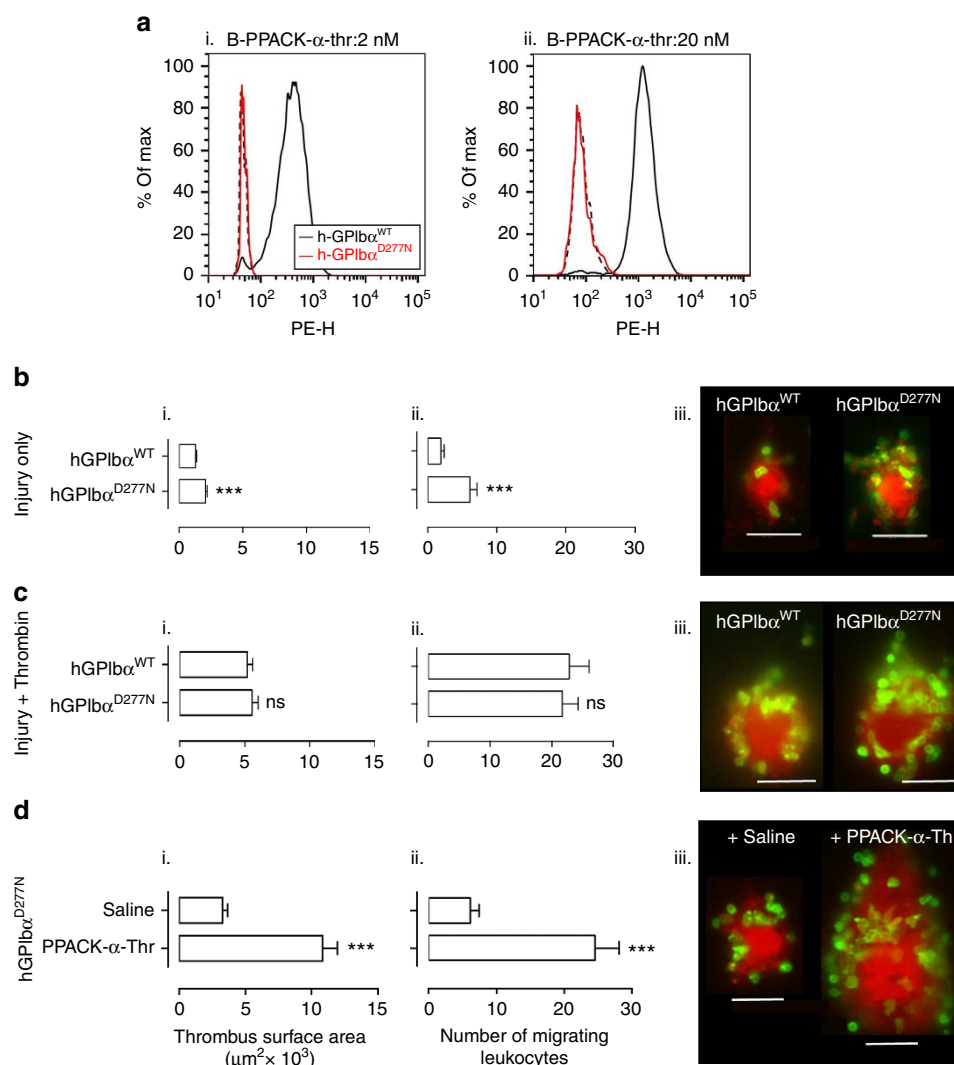 a
i. B-PPACK-α-thr:2 nM
ii. B-PPACK-α-thr:20 nM
% Of max
100
80
60
40
20
0
10^1 10^2 10^3 10^4 10^5
PE-H
h-GPIbα^WT
h-GPIbα^D277N
% Of max
100
80
60
40
20
0
10^1 10^2 10^3 10^4 10^5
PE-H
b
Injury only
i.
hGPIbα^WT
hGPIbα^D277N
***
0 5 10 15
ii.
***
0 10 20 30
iii.
hGPIbα^WT hGPIbα^D277N
c
Injury + Thrombin
i.
hGPIbα^WT
hGPIbα^D277N
ns
0 5 10 15
ii.
ns
0 10 20 30
iii.
hGPIbα^WT hGPIbα^D277N
d
hGPIbα^D277N
i.
Saline
PPACK-α-Thr
***
0 5 10 15
Thrombus surface area
(μm² × 10³)
ii.
***
0 10 20 30
Number of migrating
leukocytes
iii.
+ Saline + PPACK-α-Th